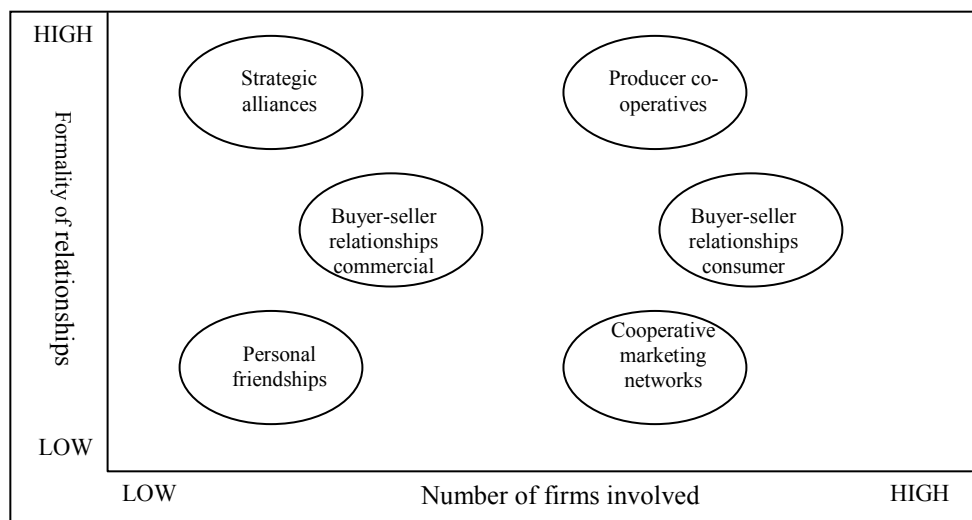 HIGH
Strategic
alliances
Producer co-
operatives
Formality of relationships
Buyer-seller
relationships
commercial
Buyer-seller
relationships
consumer
Personal
friendships
Cooperative
marketing
networks
LOW
LOW
Number of firms involved
HIGH